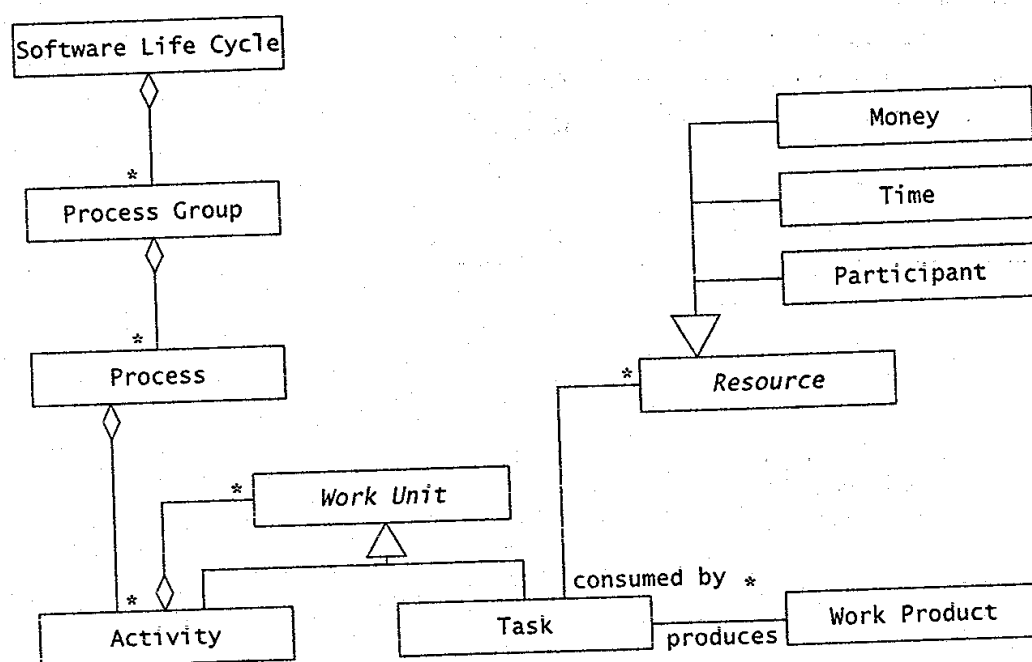 Software Life Cycle
*
Process Group
*
Process
*
Activity
*
Work Unit
Money
Time
Participant
*
Resource
consumed by *
Task
produces
Work Product